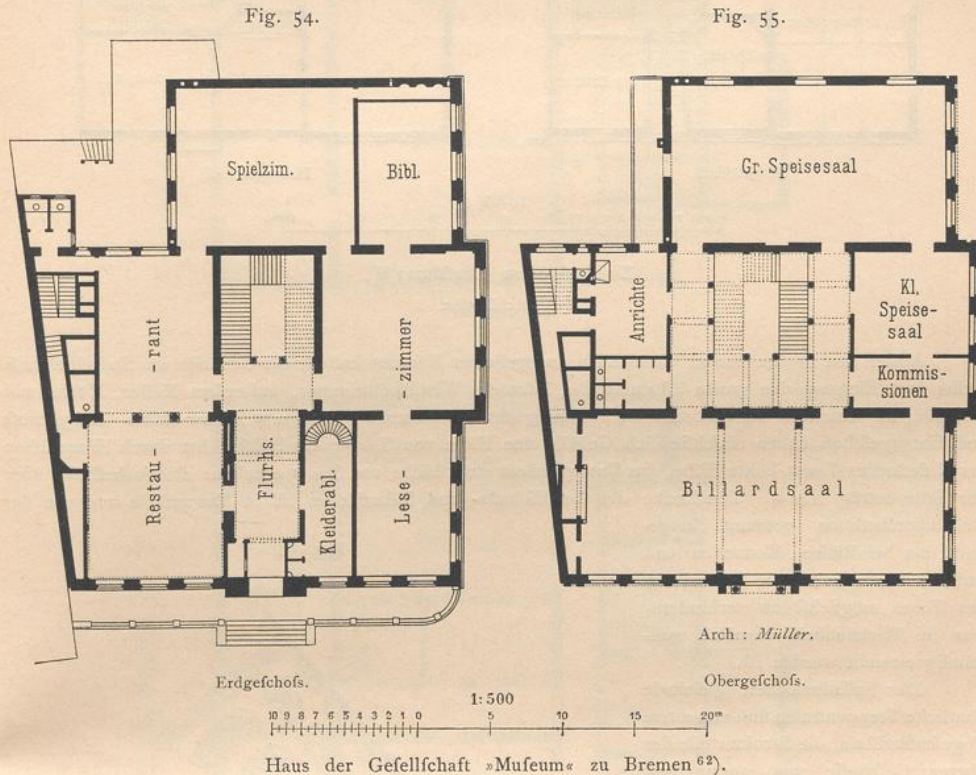 Fig. 54.
Fig. 55.
Spielzim.
Bibl.
Restau-
rant
Flurhs.
Kleiderabl.
Lese-
-zimmer
Gr. Speisesaal
Anrichte
Kl.
Speise-
saal
Kommis-
sionen
Billardsaal
Arch : Müller.
Erdgeſchoſs.
Obergeſchoſs.
1:500
10 9 8 7 6 5 4 3 2 1 0 5 10 15 20m
Haus der Geſellſchaft »Muſeum« zu Bremen 62).